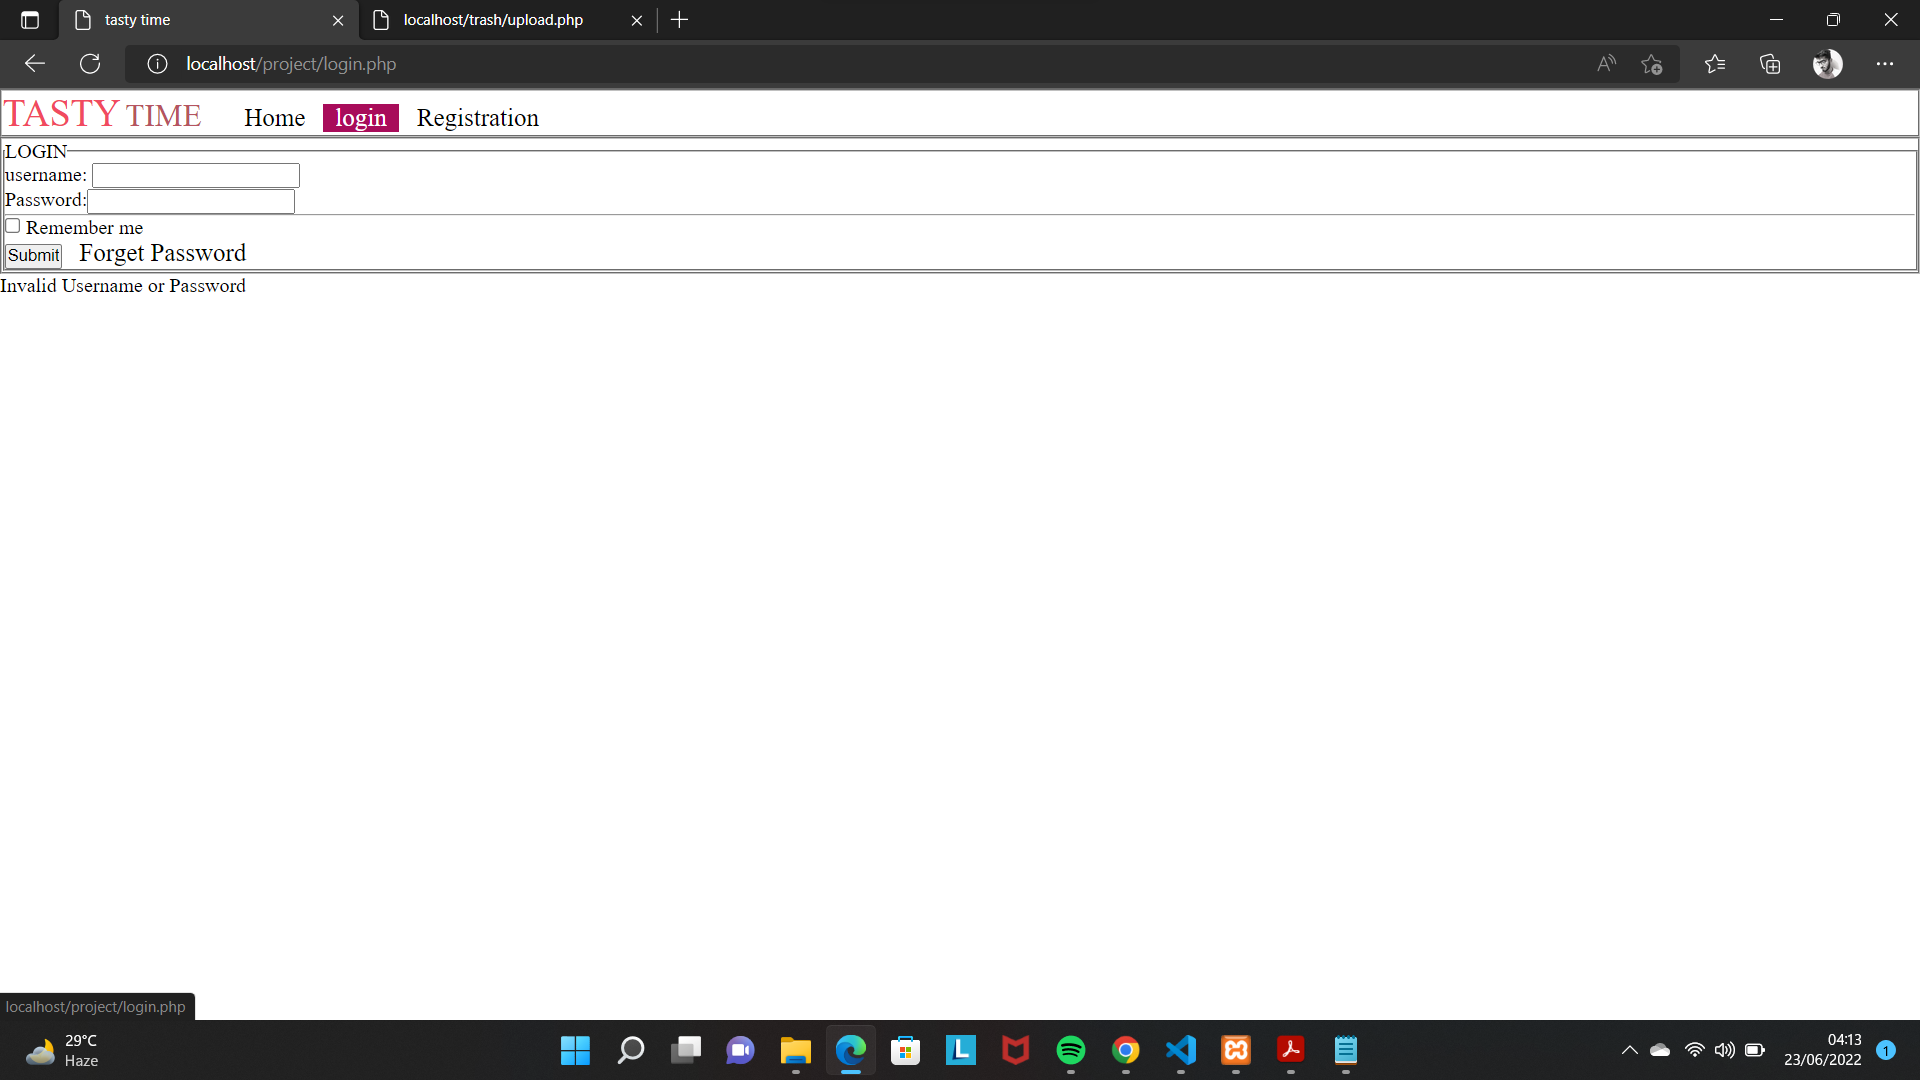 tasty time
localhost/trash/upload.php
localhost/project/login.php
TASTY TIME Home login Registration
LOGIN
username:
Password:
Remember me
Submit Forget Password
Invalid Username or Password
localhost/project/login.php
29°C
Haze
04:13
23/06/2022
1